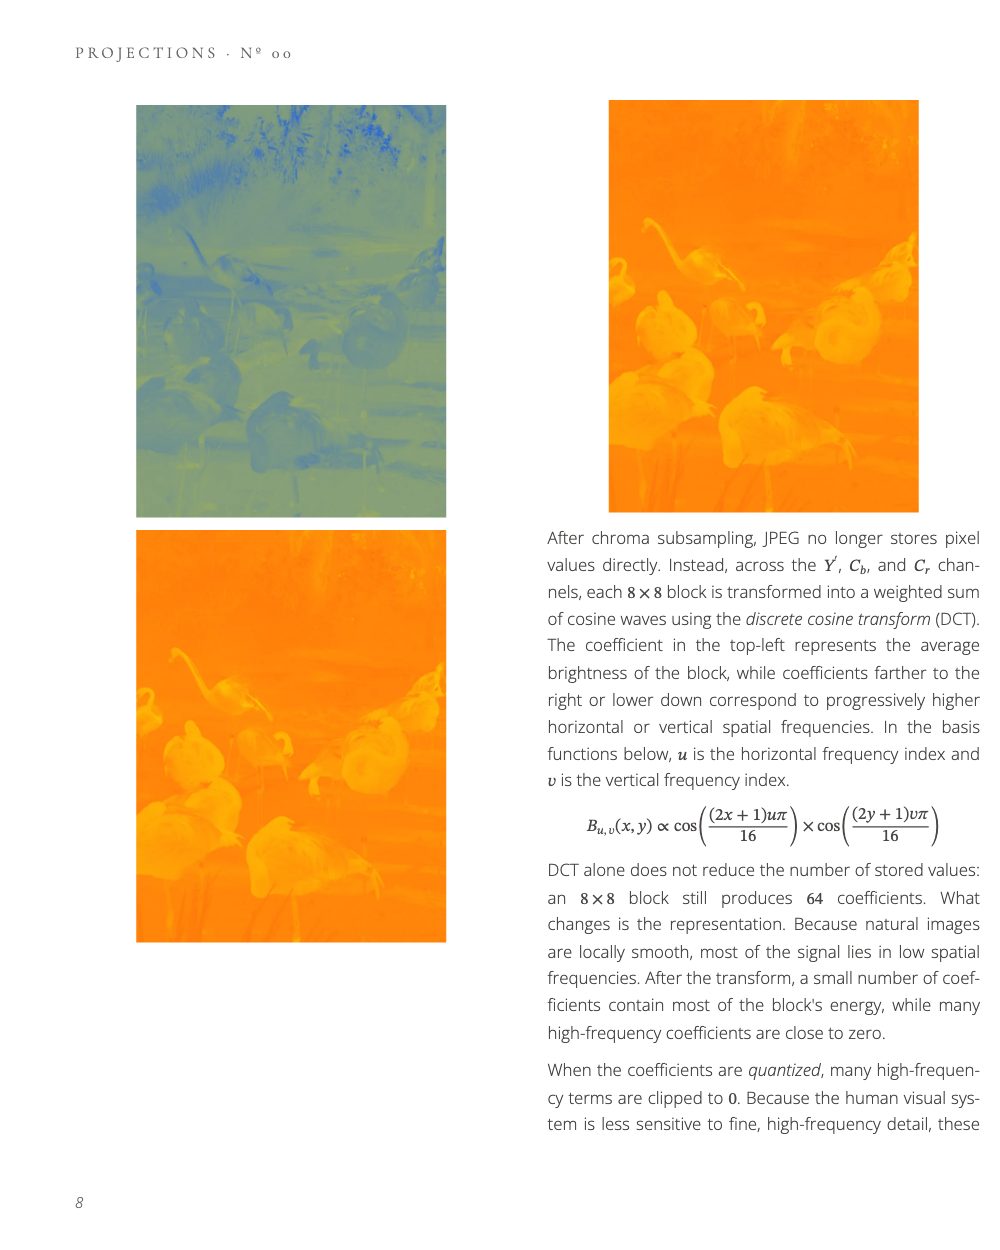 PROJECTIONS · Nº 00
After chroma subsampling, JPEG no longer stores pixel
values directly. Instead, across the Y′, C_b, and C_r chan-
nels, each 8 × 8 block is transformed into a weighted sum
of cosine waves using the discrete cosine transform (DCT).
The coefficient in the top-left represents the average
brightness of the block, while coefficients farther to the
right or lower down correspond to progressively higher
horizontal or vertical spatial frequencies. In the basis
functions below, u is the horizontal frequency index and
v is the vertical frequency index.
B_{u,v}(x, y) ∝ cos((2x + 1)uπ / 16) × cos((2y + 1)vπ / 16)
DCT alone does not reduce the number of stored values:
an 8 × 8 block still produces 64 coefficients. What
changes is the representation. Because natural images
are locally smooth, most of the signal lies in low spatial
frequencies. After the transform, a small number of coef-
ficients contain most of the block's energy, while many
high-frequency coefficients are close to zero.
When the coefficients are quantized, many high-frequen-
cy terms are clipped to 0. Because the human visual sys-
tem is less sensitive to fine, high-frequency detail, these
8